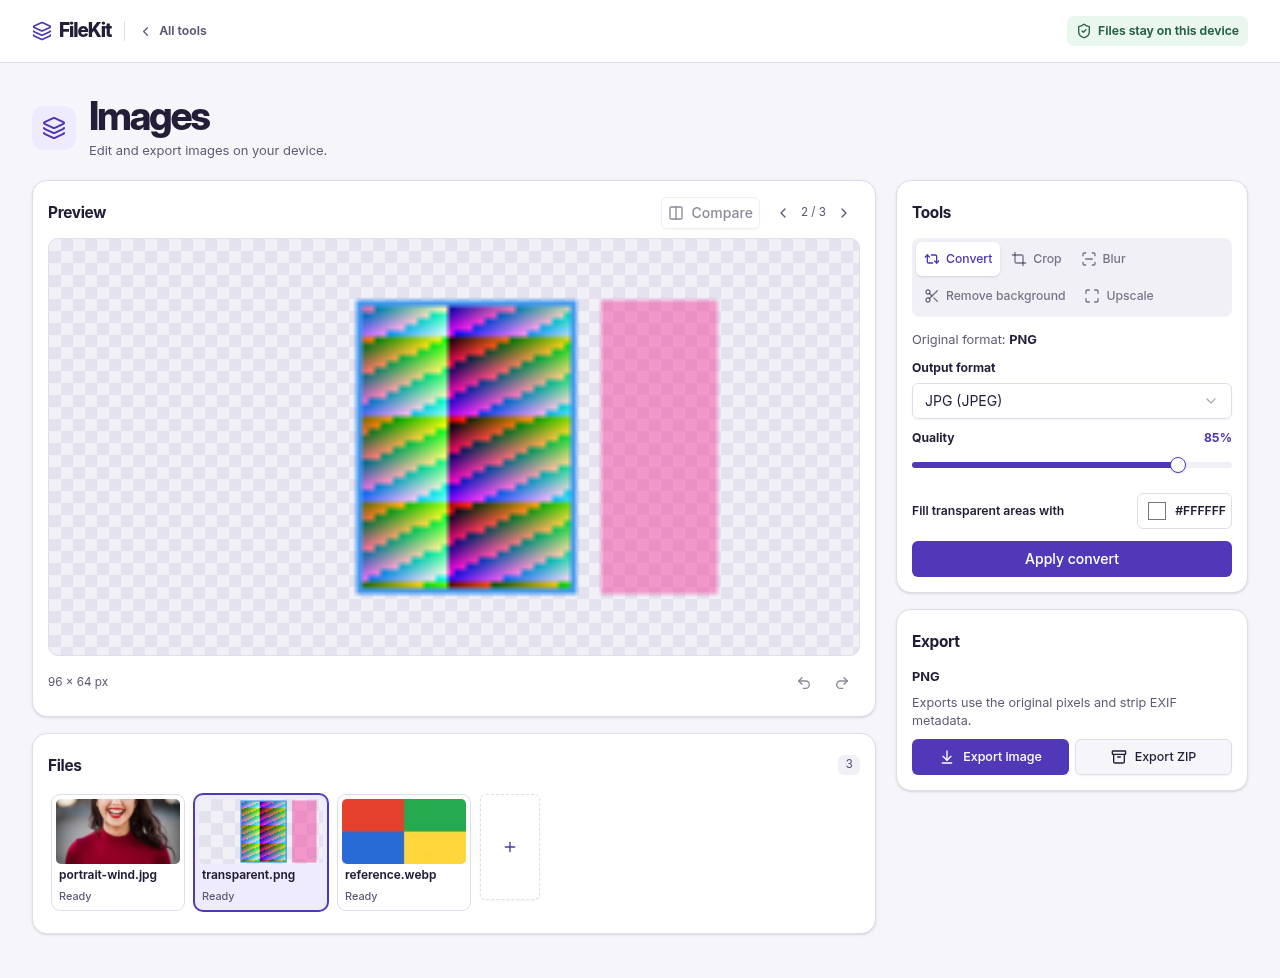 FileKit
All tools
Files stay on this device
Images
Edit and export images on your device.
Preview
Compare
2 / 3
96 × 64 px
Files
3
portrait-wind.jpg
Ready
transparent.png
Ready
reference.webp
Ready
+
Tools
Convert
Crop
Blur
Remove background
Upscale
Original format: PNG
Output format
JPG (JPEG)
Quality
85%
Fill transparent areas with
#FFFFFF
Apply convert
Export
PNG
Exports use the original pixels and strip EXIF
metadata.
Export image
Export ZIP